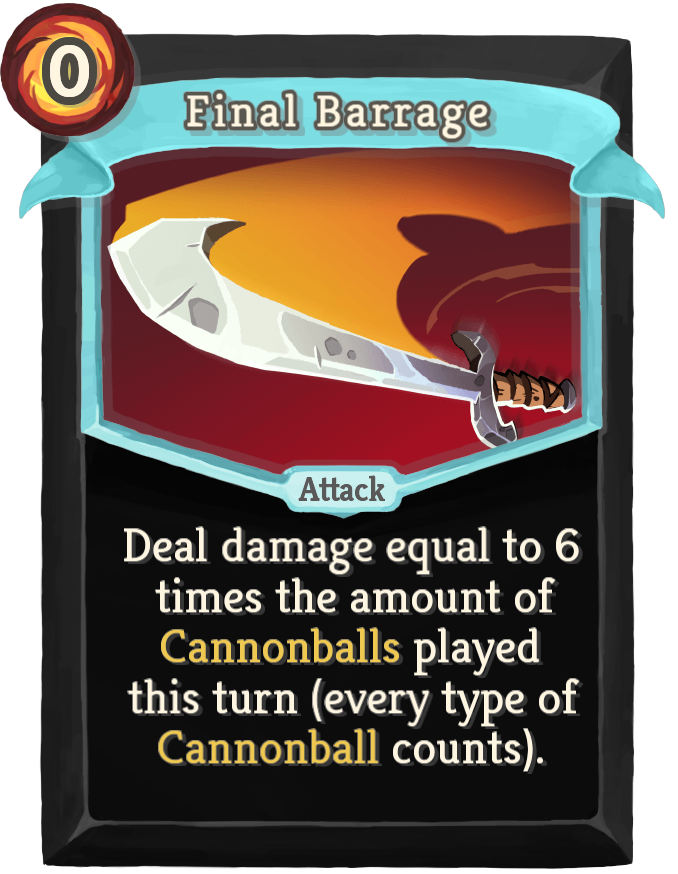 0
Final Barrage
Attack
Deal damage equal to 6
times the amount of
Cannonballs played
this turn (every type of
Cannonball counts).